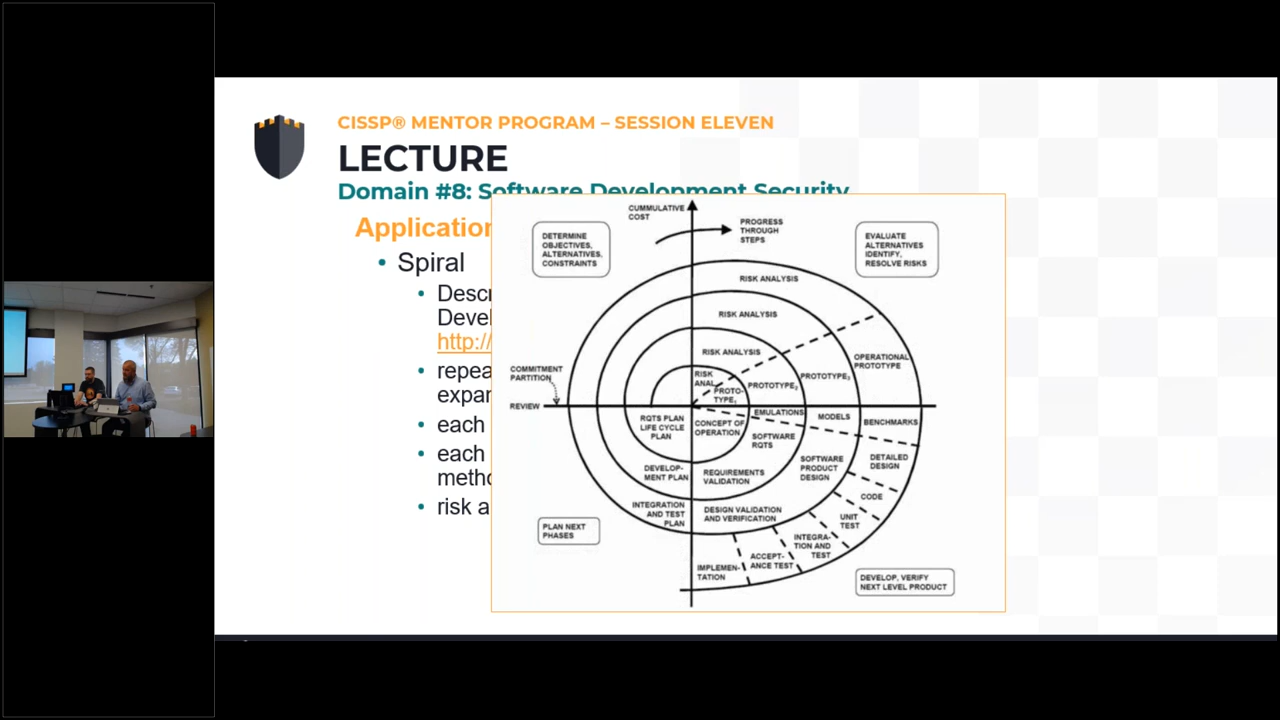 CISSP® MENTOR PROGRAM – SESSION ELEVEN
LECTURE
Domain #8: Software Development Security
Application
• Spiral
• Descr
Devel
http://
• repea
expan
• each
• each
metho
• risk a
CUMMULATIVE
COST
PROGRESS
THROUGH
STEPS
DETERMINE
OBJECTIVES,
ALTERNATIVES,
CONSTRAINTS
EVALUATE
ALTERNATIVES
IDENTIFY,
RESOLVE RISKS
RISK ANALYSIS
RISK ANALYSIS
RISK ANALYSIS
RISK
ANAL.
PROTO-
TYPE1
PROTOTYPE2
PROTOTYPE3
OPERATIONAL
PROTOTYPE
COMMITMENT
PARTITION
REVIEW
RQTS PLAN
LIFE CYCLE
PLAN
CONCEPT OF
OPERATION
EMULATIONS
MODELS
BENCHMARKS
SOFTWARE
RQTS
SOFTWARE
PRODUCT
DESIGN
DETAILED
DESIGN
DEVELOP-
MENT PLAN
REQUIREMENTS
VALIDATION
CODE
INTEGRATION
AND TEST
PLAN
DESIGN VALIDATION
AND VERIFICATION
UNIT
TEST
INTEGRA-
TION AND
TEST
ACCEPT-
ANCE TEST
IMPLEMEN-
TATION
PLAN NEXT
PHASES
DEVELOP, VERIFY
NEXT LEVEL PRODUCT